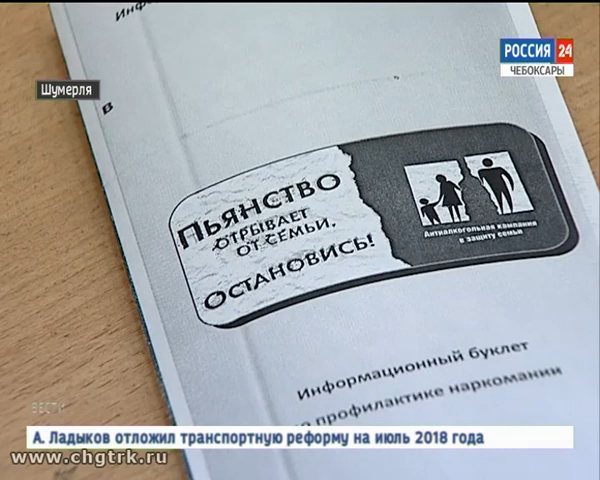 РОССИЯ 24
ЧЕБОКСАРЫ
Шумерля
в
ПЬЯНСТВО
ОТРЫВАЕТ
ОТ СЕМЬИ.
ОСТАНОВИСЬ!
Антиалкогольная кампания
в защиту семьи
Информационный буклет
профилактике наркомании
ВЕСТИ
А. Ладыков отложил транспортную реформу на июль 2018 года
www.chgtrk.ru